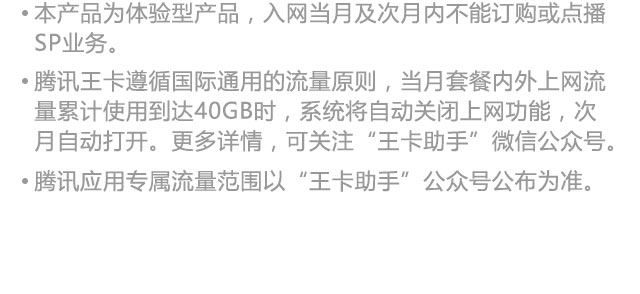 • 本产品为体验型产品，入网当月及次月内不能订购或点播
SP业务。
• 腾讯王卡遵循国际通用的流量原则，当月套餐内外上网流
量累计使用到达40GB时，系统将自动关闭上网功能，次
月自动打开。更多详情，可关注“王卡助手”微信公众号。
• 腾讯应用专属流量范围以“王卡助手”公众号公布为准。